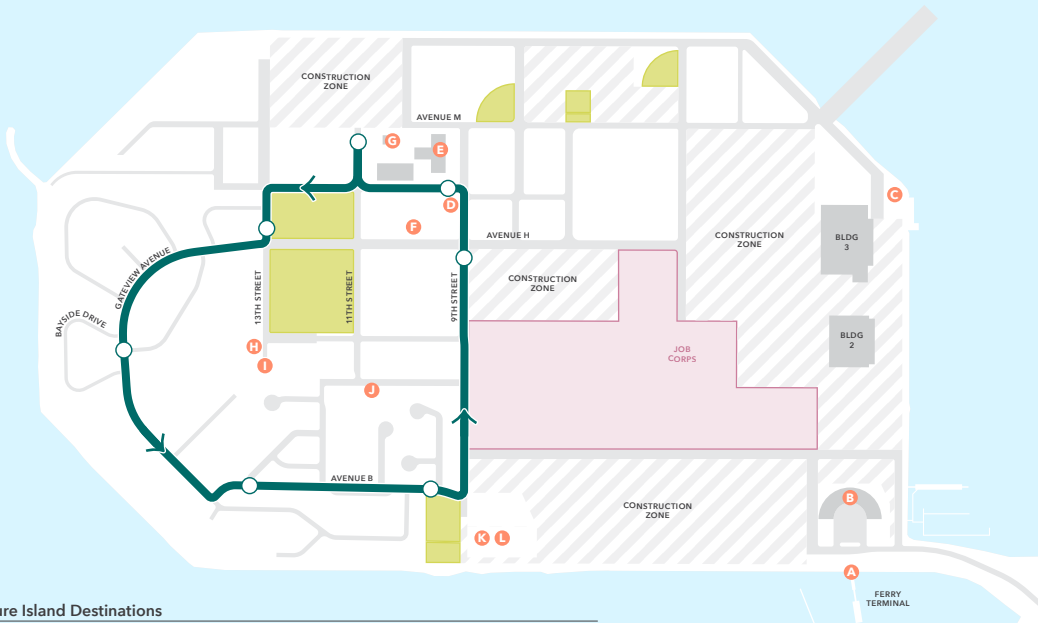 CONSTRUCTION
ZONE
AVENUE M
G
E
C
D
F
AVENUE H
CONSTRUCTION
ZONE
BLDG
3
GATEVIEW AVENUE
13TH STREET
11TH STREET
9TH STREET
CONSTRUCTION
ZONE
BAYSIDE DRIVE
BLDG
2
H
I
JOB
CORPS
J
AVENUE B
B
CONSTRUCTION
ZONE
K
L
A
FERRY
TERMINAL
ure Island Destinations